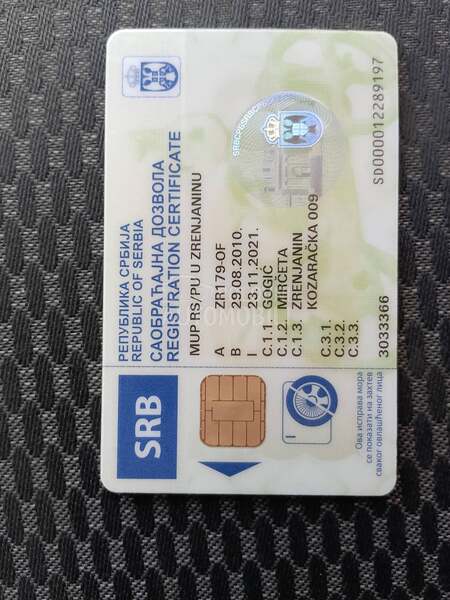 SRB
РЕПУБЛИКА СРБИЈА
REPUBLIC OF SERBIA
САОБРАЋАЈНА ДОЗВОЛА
REGISTRATION CERTIFICATE
MUP RS/PU U ZRENJANINU
A ZR179-OF
B 29.08.2010.
I 23.11.2021.
C.1.1. GOGIĆ
C.1.2. MIRČETA
C.1.3. ZRENJANIN
KOZARAČKA 009
C.3.1.
C.3.2.
C.3.3.
3033366
Ова исправа мора
се показати на захтев
сваког овлашћеног лица
SD000012289197